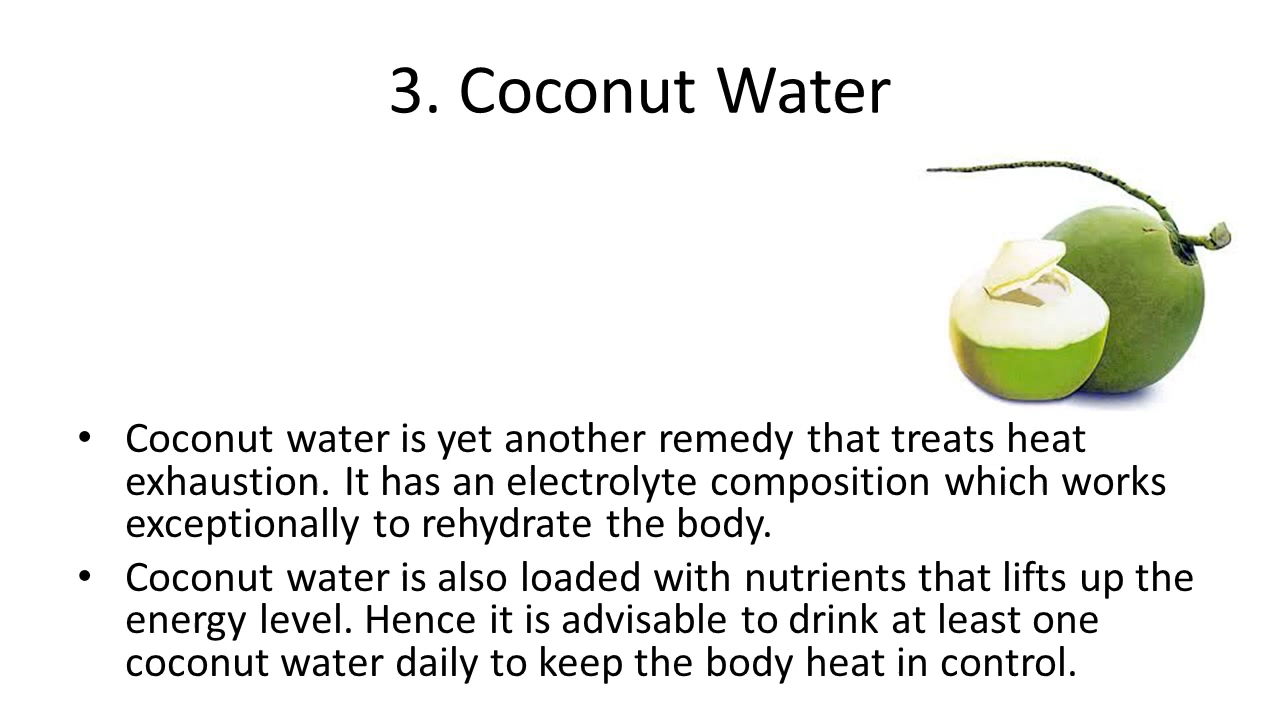 3. Coconut Water
• Coconut water is yet another remedy that treats heat
exhaustion. It has an electrolyte composition which works
exceptionally to rehydrate the body.
• Coconut water is also loaded with nutrients that lifts up the
energy level. Hence it is advisable to drink at least one
coconut water daily to keep the body heat in control.